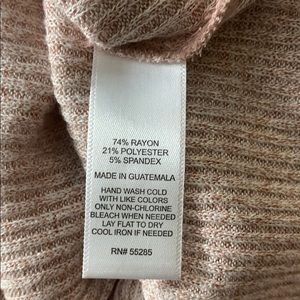 74% RAYON
21% POLYESTER
5% SPANDEX
MADE IN GUATEMALA
HAND WASH COLD
WITH LIKE COLORS
ONLY NON-CHLORINE
BLEACH WHEN NEEDED
LAY FLAT TO DRY
COOL IRON IF NEEDED
RN# 55285